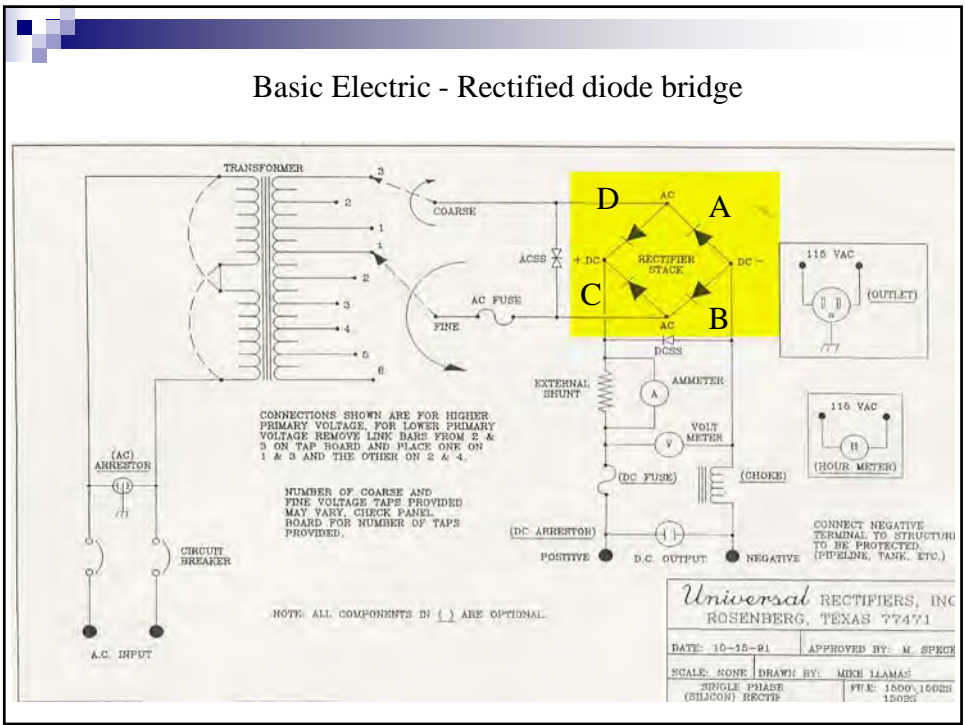 Basic Electric - Rectified diode bridge
TRANSFORMER
3
2
1
COARSE
1
2
3
4
5
6
FINE
AC FUSE
ACSS
D
AC
A
+ DC
RECTIFIER
STACK
DC -
C
B
AC
DCSS
115 VAC
(OUTLET)
G
EXTERNAL
SHUNT
A
AMMETER
V
VOLT
METER
115 VAC
H
(HOUR METER)
(DC FUSE)
(CHOKE)
CONNECTIONS SHOWN ARE FOR HIGHER
PRIMARY VOLTAGE, FOR LOWER PRIMARY
VOLTAGE REMOVE LINK BARS FROM 2 &
3 ON TAP BOARD AND PLACE ONE ON
1 & 3 AND THE OTHER ON 2 & 4.
(AC)
ARRESTOR
NUMBER OF COARSE AND
FINE VOLTAGE TAPS PROVIDED
MAY VARY, CHECK PANEL
BOARD FOR NUMBER OF TAPS
PROVIDED.
CIRCUIT
BREAKER
(DC ARRESTOR)
POSITIVE
D.C. OUTPUT
NEGATIVE
CONNECT NEGATIVE
TERMINAL TO STRUCTURE
TO BE PROTECTED.
(PIPELINE, TANK, ETC.)
NOTE: ALL COMPONENTS IN ( ) ARE OPTIONAL.
A.C. INPUT
Universal RECTIFIERS, INC
ROSENBERG, TEXAS 77471
DATE: 10-15-91
APPROVED BY: M. SPECK
SCALE: NONE
DRAWN BY: MIKE LLAMAS
SINGLE PHASE
(SILICON) RECTIF
FILE: 1500\1502S
1502S